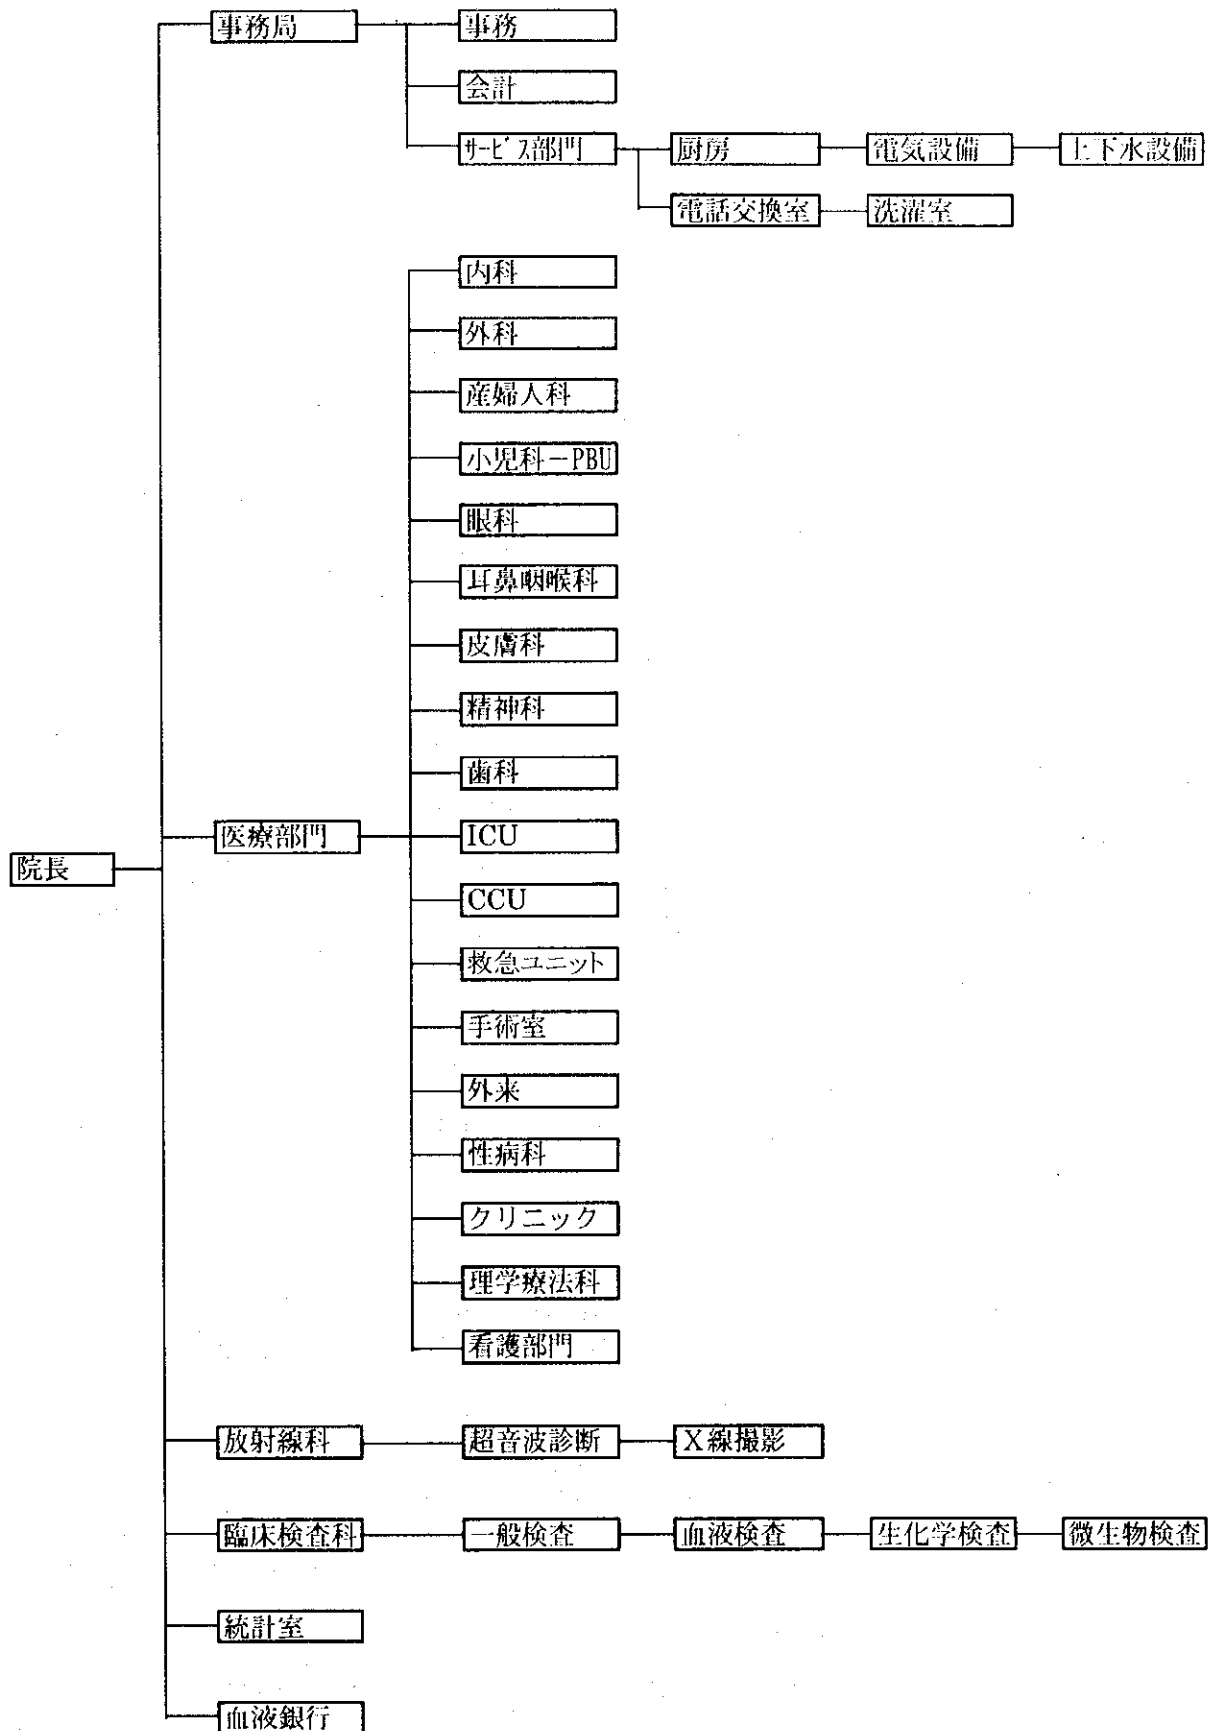 事務局 事務
会計
サービス部門 厨房 電気設備 上下水設備
電話交換室 洗濯室
内科
外科
産婦人科
小児科－PBU
眼科
耳鼻咽喉科
皮膚科
精神科
歯科
医療部門 ICU
院長
CCU
救急ユニット
手術室
外来
性病科
クリニック
理学療法科
看護部門
放射線科 超音波診断 X線撮影
臨床検査科 一般検査 血液検査 生化学検査 微生物検査
統計室
血液銀行